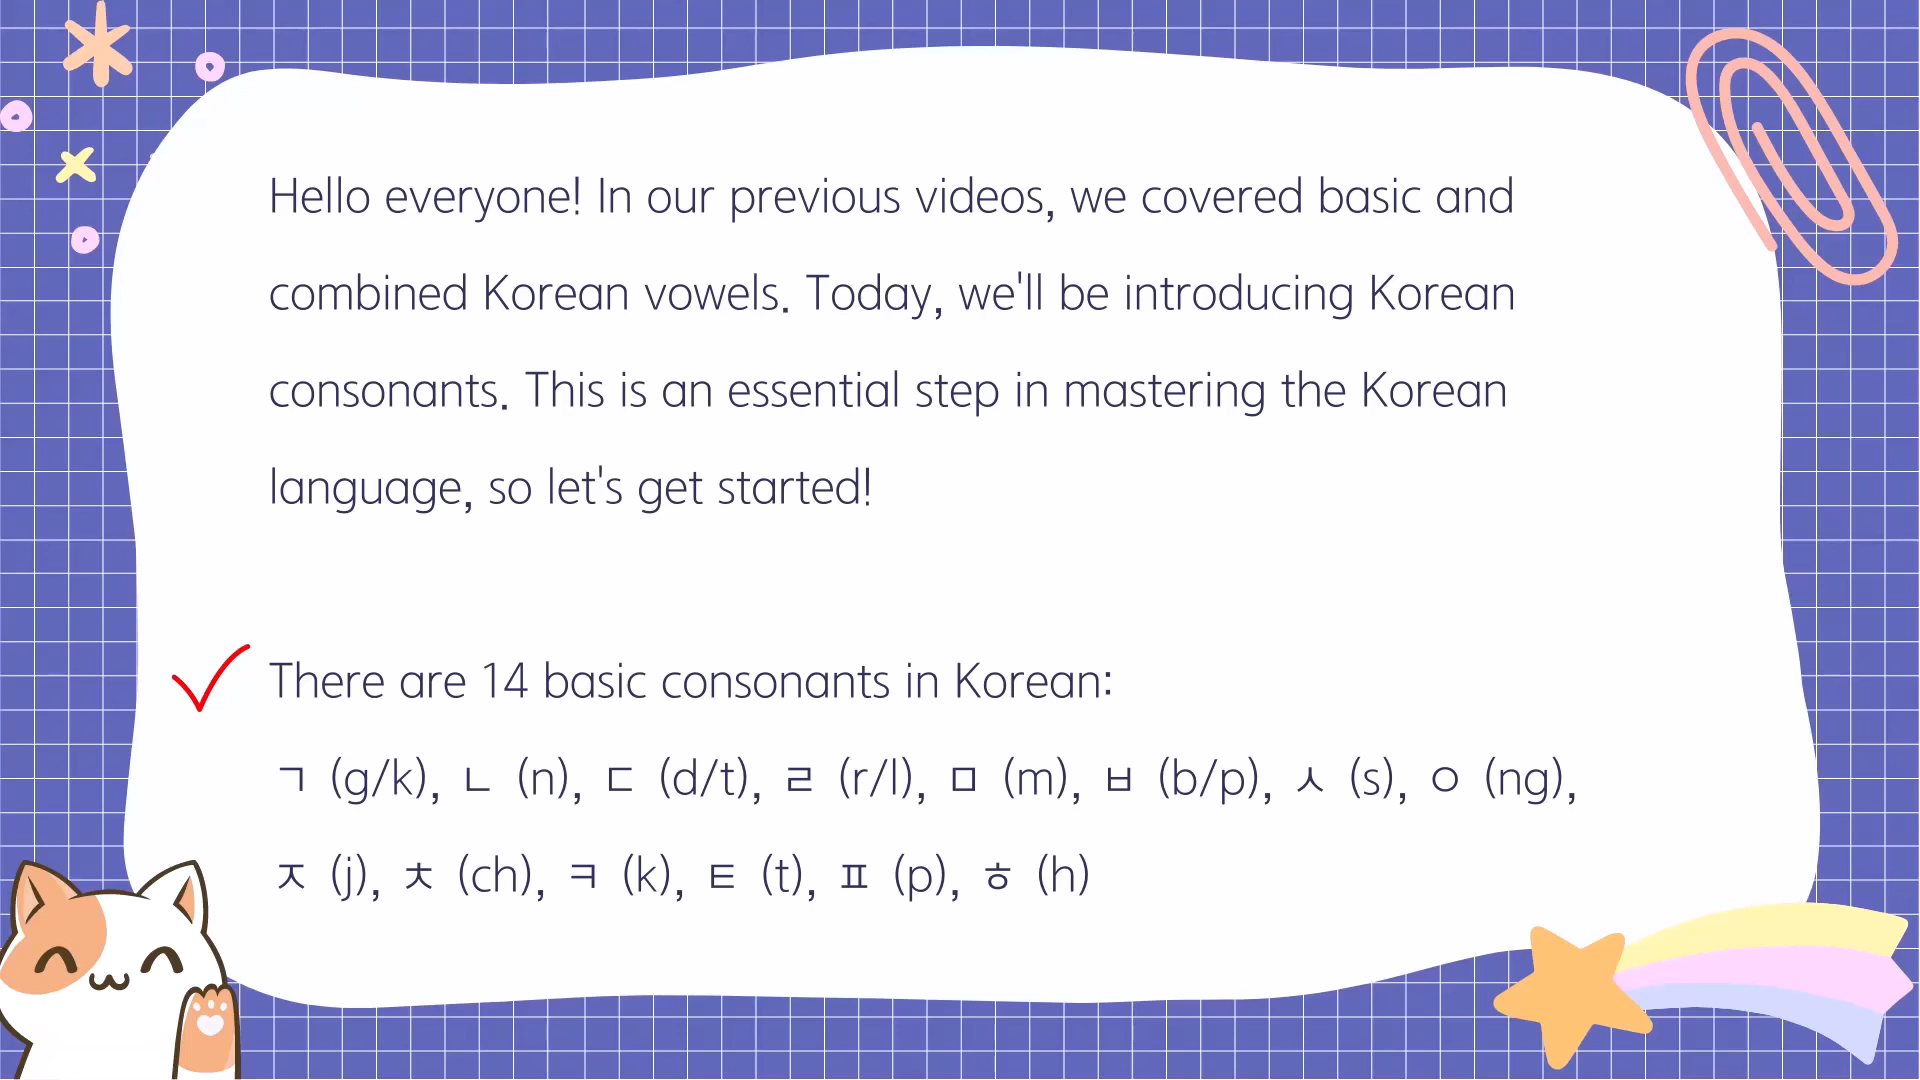 Hello everyone! In our previous videos, we covered basic and
combined Korean vowels. Today, we'll be introducing Korean
consonants. This is an essential step in mastering the Korean
language, so let's get started!
There are 14 basic consonants in Korean:
ㄱ (g/k), ㄴ (n), ㄷ (d/t), ㄹ (r/l), ㅁ (m), ㅂ (b/p), ㅅ (s), ㅇ (ng),
ㅈ (j), ㅊ (ch), ㅋ (k), ㅌ (t), ㅍ (p), ㅎ (h)